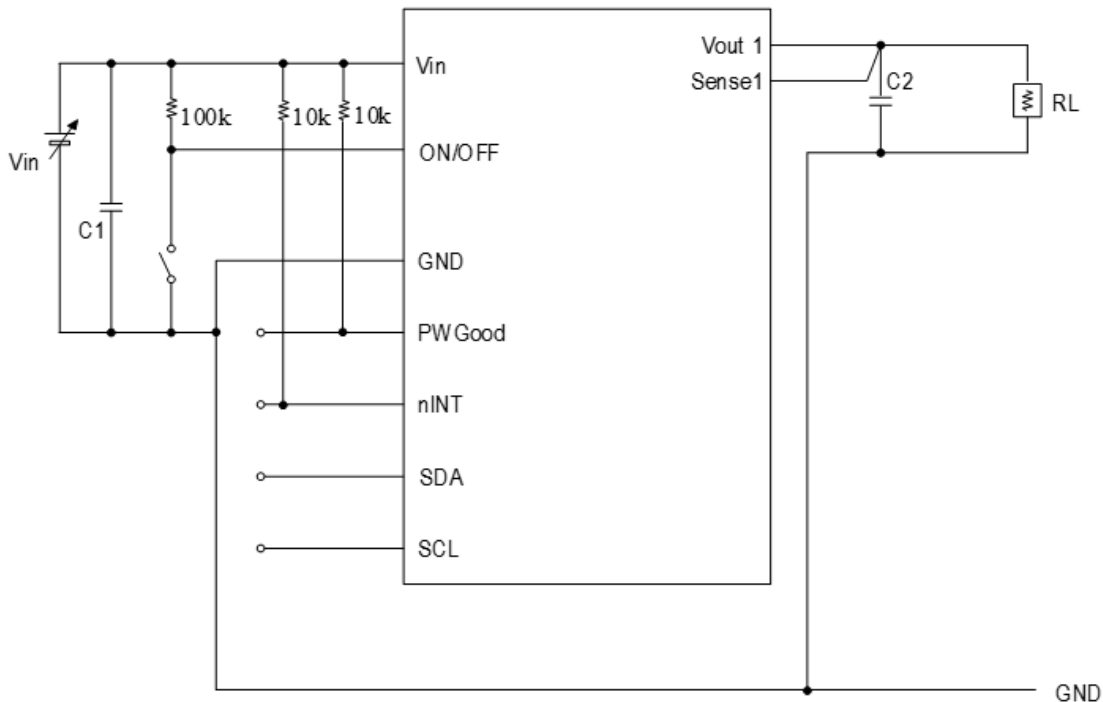 Vout 1
Vin
Sense1
C2
RL
100k
10k
10k
Vin
ON/OFF
C1
GND
PWGood
nINT
SDA
SCL
GND